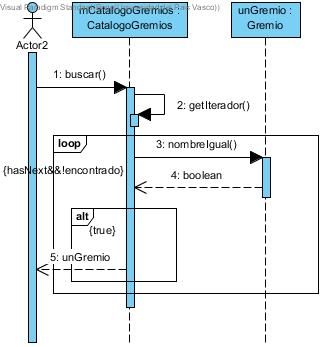 mCatalogoGremios :
CatalogoGremios
unGremio :
Gremio
Actor2
1: buscar()
2: getIterador()
loop
3: nombreIgual()
{hasNext&&!encontrado}
4: boolean
alt
{true}
5: unGremio